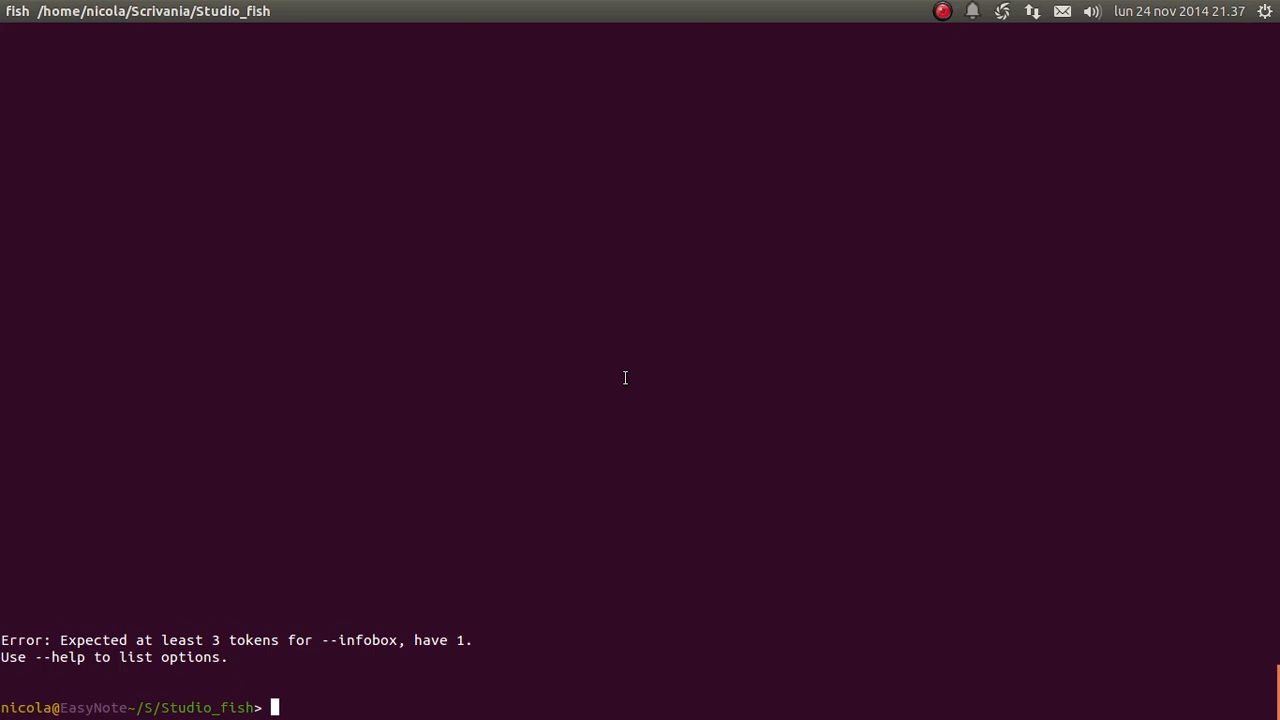 fish /home/nicola/Scrivania/Studio_fish
lun 24 nov 2014 21.37
Error: Expected at least 3 tokens for --infobox, have 1.
Use --help to list options.
nicola@EasyNote~/S/Studio_fish>